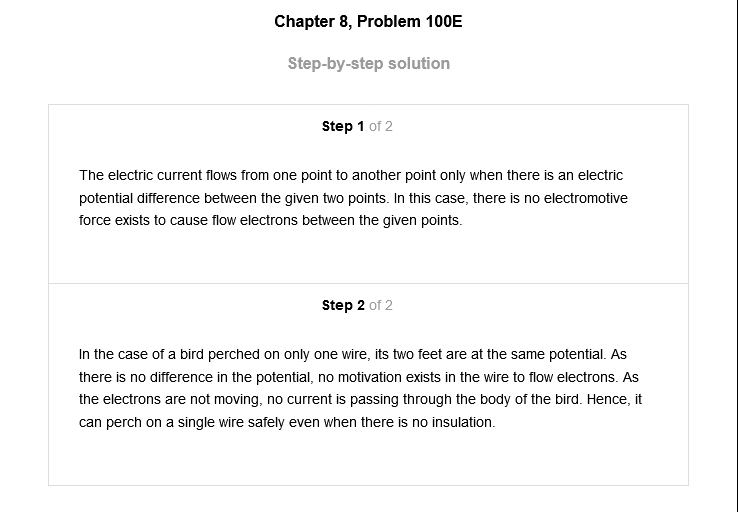 Chapter 8, Problem 100E
Step-by-step solution
Step 1 of 2
The electric current flows from one point to another point only when there is an electric
potential difference between the given two points. In this case, there is no electromotive
force exists to cause flow electrons between the given points.
Step 2 of 2
In the case of a bird perched on only one wire, its two feet are at the same potential. As
there is no difference in the potential, no motivation exists in the wire to flow electrons. As
the electrons are not moving, no current is passing through the body of the bird. Hence, it
can perch on a single wire safely even when there is no insulation.